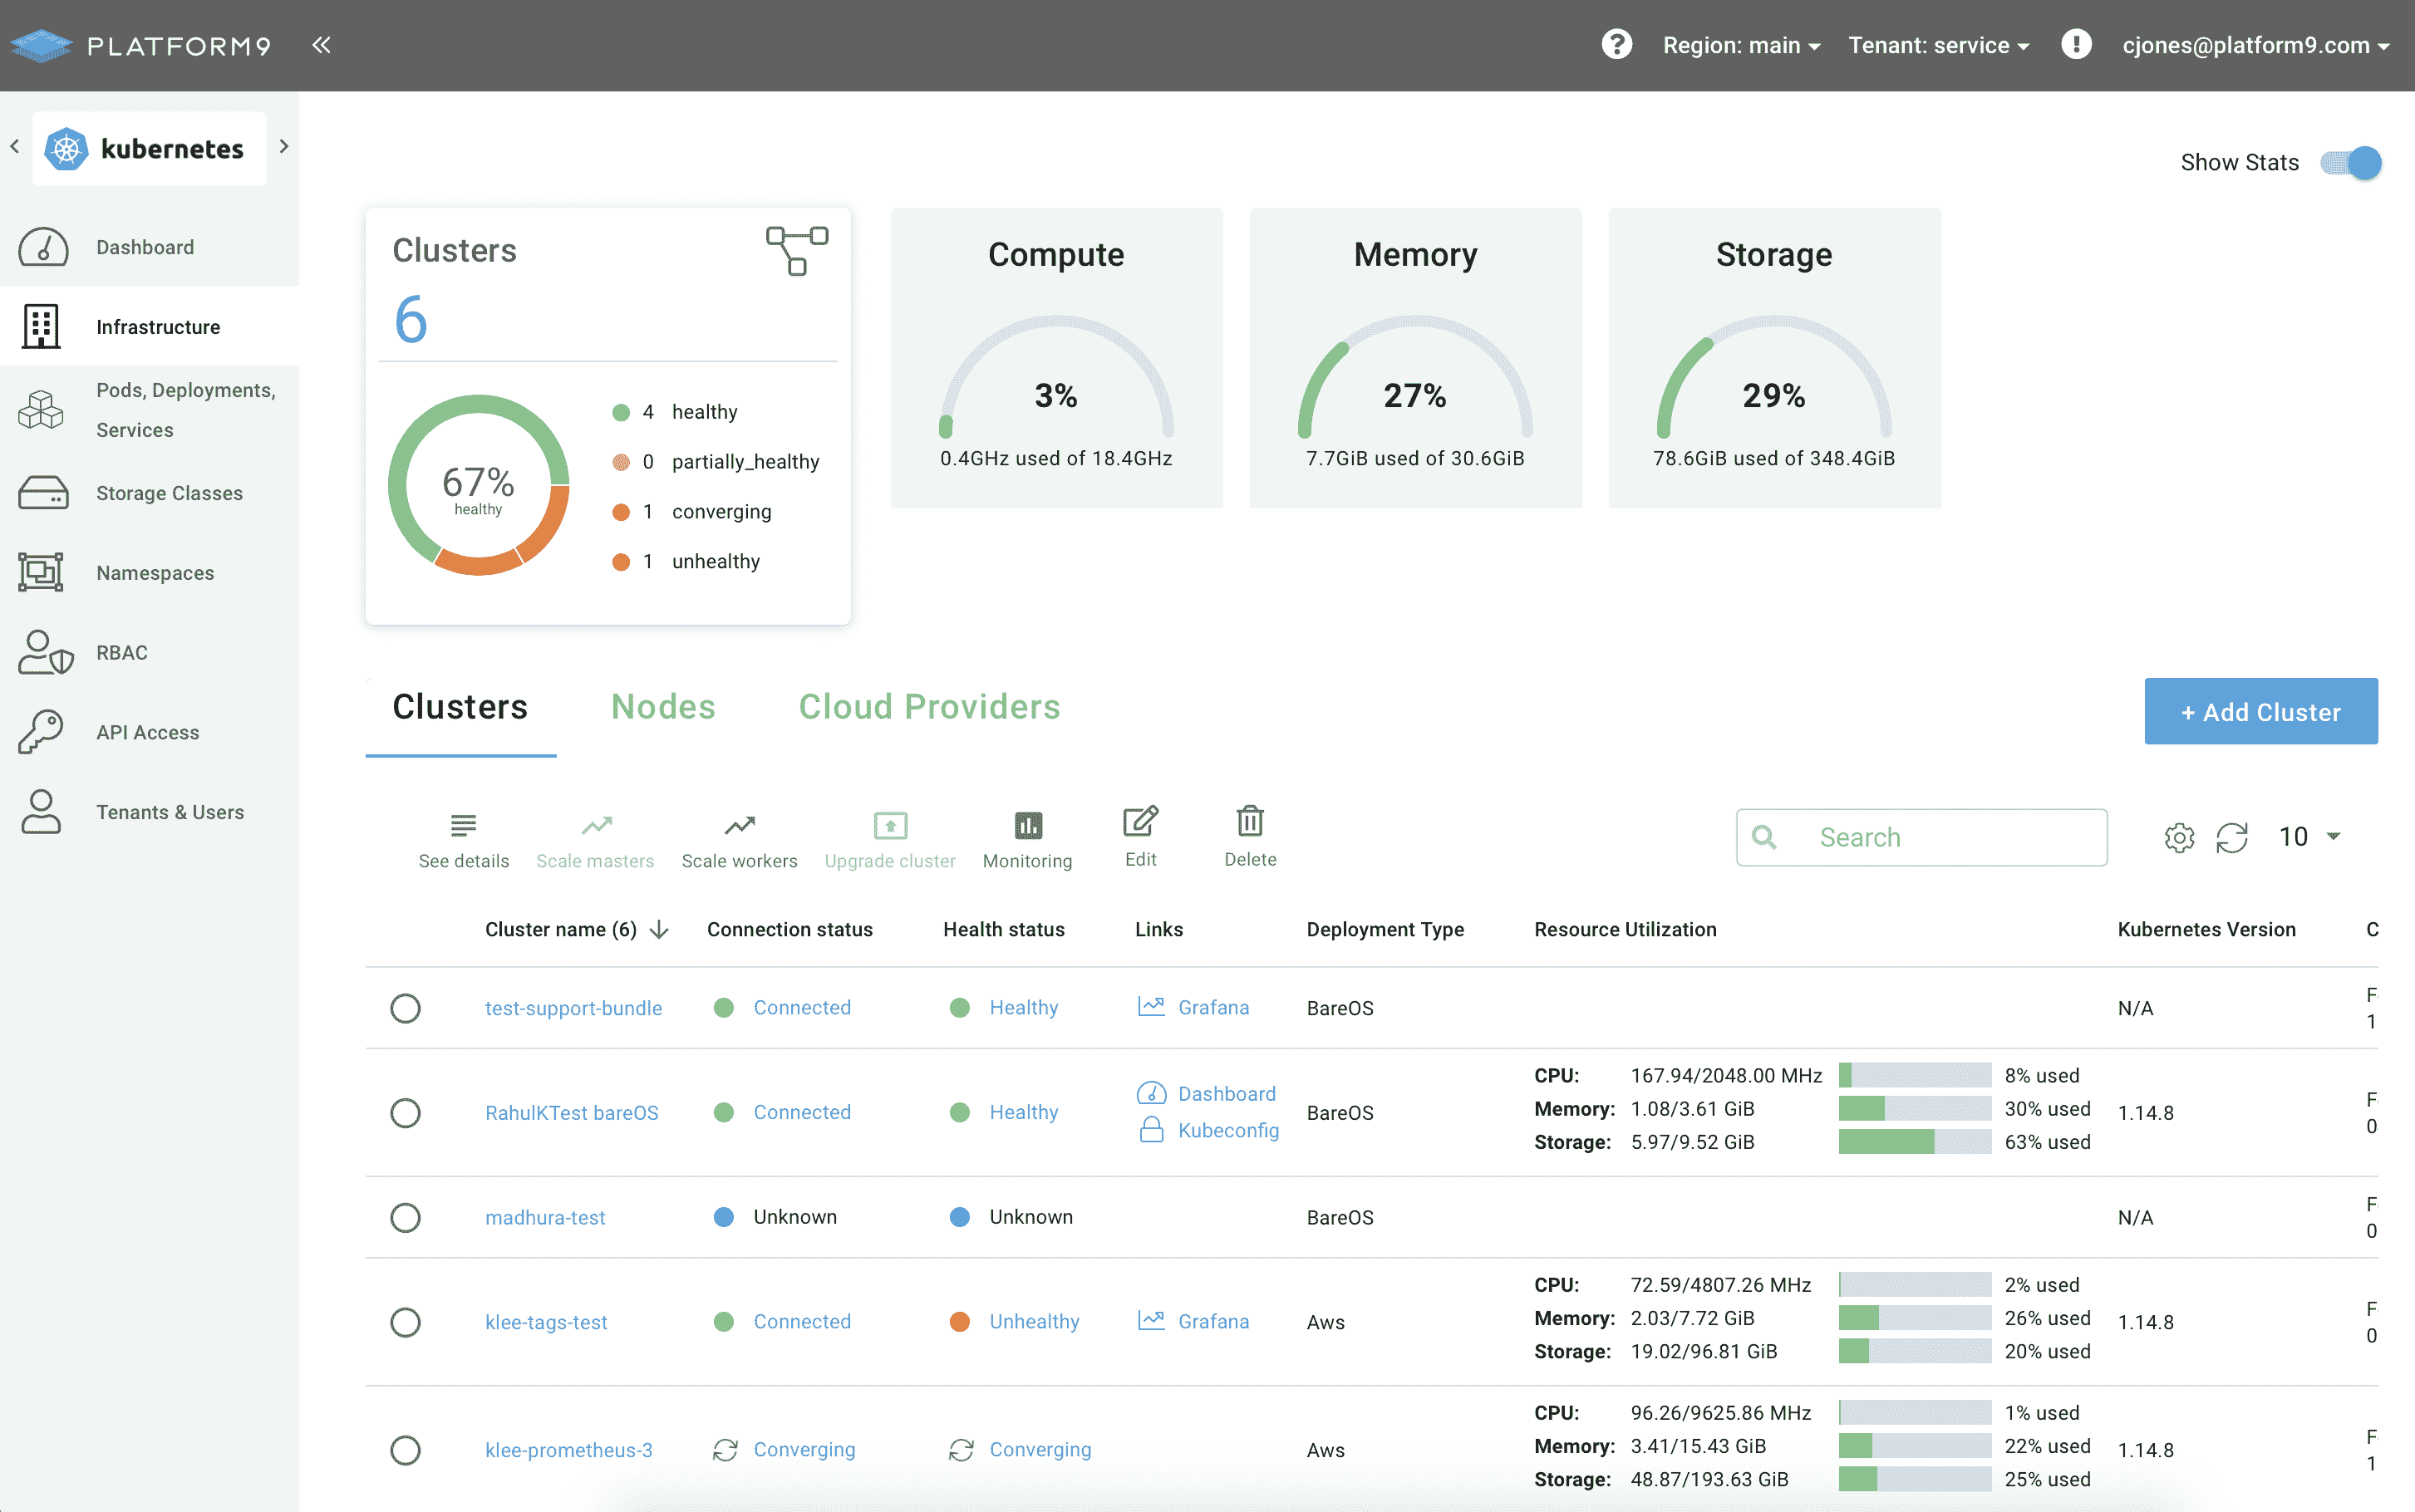 PLATFORM9
Region: main
Tenant: service
cjones@platform9.com
kubernetes
Dashboard
Infrastructure
Pods, Deployments,
Services
Storage Classes
Namespaces
RBAC
API Access
Tenants & Users
Show Stats
Clusters
6
67%
healthy
4 healthy
0 partially_healthy
1 converging
1 unhealthy
Compute
3%
0.4GHz used of 18.4GHz
Memory
27%
7.7GiB used of 30.6GiB
Storage
29%
78.6GiB used of 348.4GiB
Clusters Nodes Cloud Providers
+ Add Cluster
See details Scale masters Scale workers Upgrade cluster Monitoring Edit Delete
Search
10
Cluster name (6) Connection status Health status Links Deployment Type Resource Utilization Kubernetes Version C
test-support-bundle Connected Healthy Grafana BareOS N/A
F
1
RahulKTest bareOS Connected Healthy
Dashboard
Kubeconfig
BareOS
CPU: 167.94/2048.00 MHz 8% used
Memory: 1.08/3.61 GiB 30% used
Storage: 5.97/9.52 GiB 63% used
1.14.8
F
0
madhura-test Unknown Unknown BareOS N/A
F
0
klee-tags-test Connected Unhealthy Grafana Aws
CPU: 72.59/4807.26 MHz 2% used
Memory: 2.03/7.72 GiB 26% used
Storage: 19.02/96.81 GiB 20% used
1.14.8
F
0
klee-prometheus-3 Converging Converging Aws
CPU: 96.26/9625.86 MHz 1% used
Memory: 3.41/15.43 GiB 22% used
Storage: 48.87/193.63 GiB 25% used
1.14.8
F
1